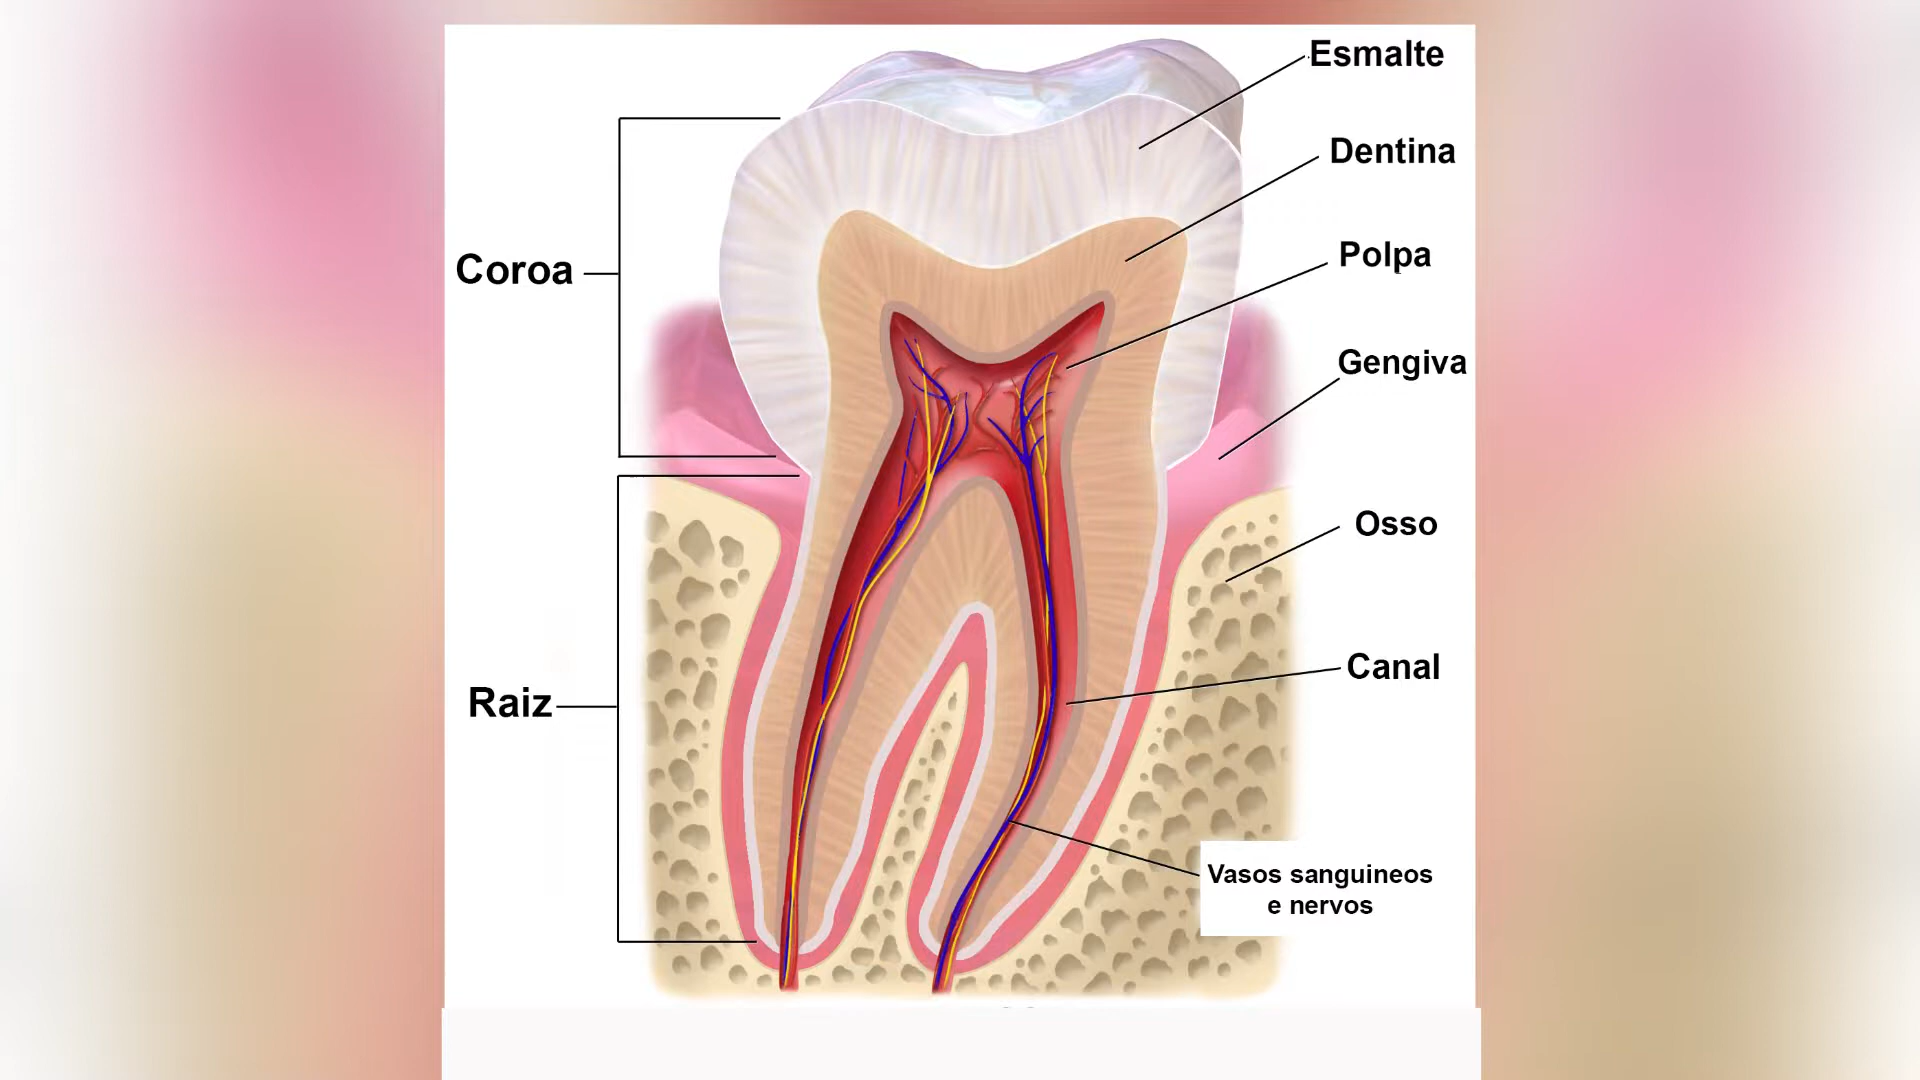 Esmalte
Dentina
Polpa
Gengiva
Osso
Canal
Vasos sanguineos
e nervos
Coroa
Raiz